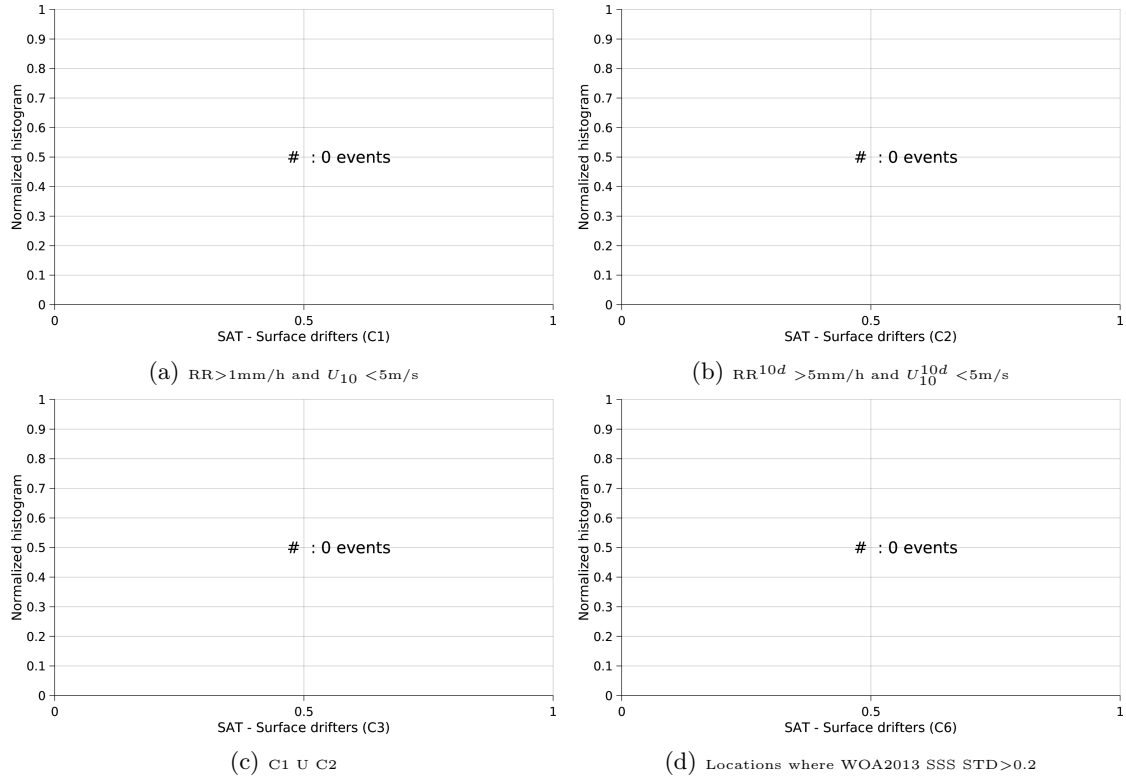 1
0.9
0.8
0.7
0.6
0.5
0.4
0.3
0.2
0.1
0
Normalized histogram
# : 0 events
0 0.5 1
SAT - Surface drifters (C1)
(a) RR>1mm/h and U10 <5m/s
1
0.9
0.8
0.7
0.6
0.5
0.4
0.3
0.2
0.1
0
Normalized histogram
# : 0 events
0 0.5 1
SAT - Surface drifters (C2)
(b) RR^10d >5mm/h and U10^10d <5m/s
1
0.9
0.8
0.7
0.6
0.5
0.4
0.3
0.2
0.1
0
Normalized histogram
# : 0 events
0 0.5 1
SAT - Surface drifters (C3)
(c) C1 U C2
1
0.9
0.8
0.7
0.6
0.5
0.4
0.3
0.2
0.1
0
Normalized histogram
# : 0 events
0 0.5 1
SAT - Surface drifters (C6)
(d) Locations where WOA2013 SSS STD>0.2